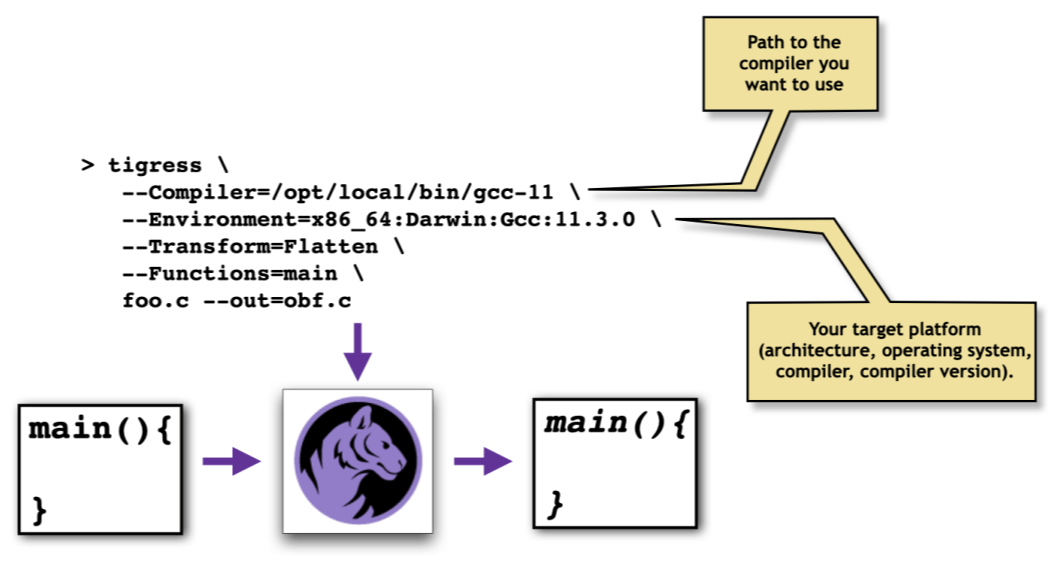 Path to the
compiler you
want to use
> tigress \
--Compiler=/opt/local/bin/gcc-11 \
--Environment=x86_64:Darwin:Gcc:11.3.0 \
--Transform=Flatten \
--Functions=main \
foo.c --out=obf.c
Your target platform
(architecture, operating system,
compiler, compiler version).
main(){
}
main(){
}